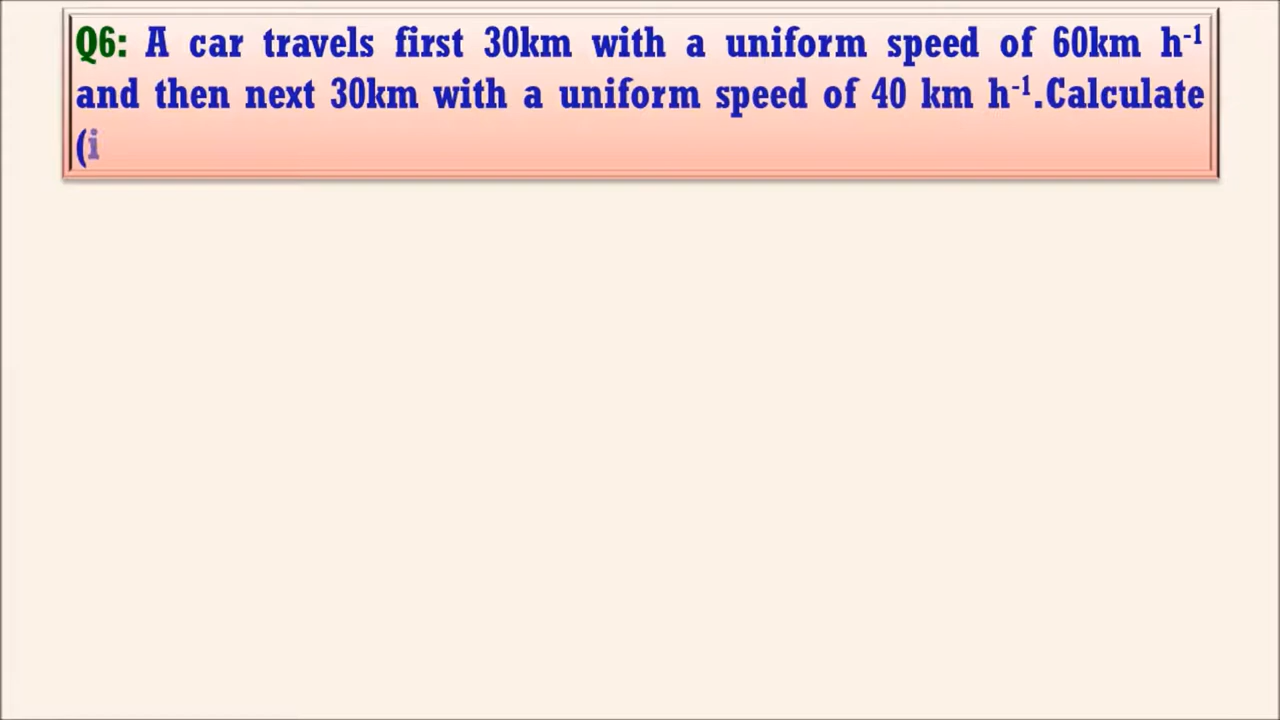 Q6: A car travels first 30km with a uniform speed of 60km h⁻¹
and then next 30km with a uniform speed of 40 km h⁻¹.Calculate
(i